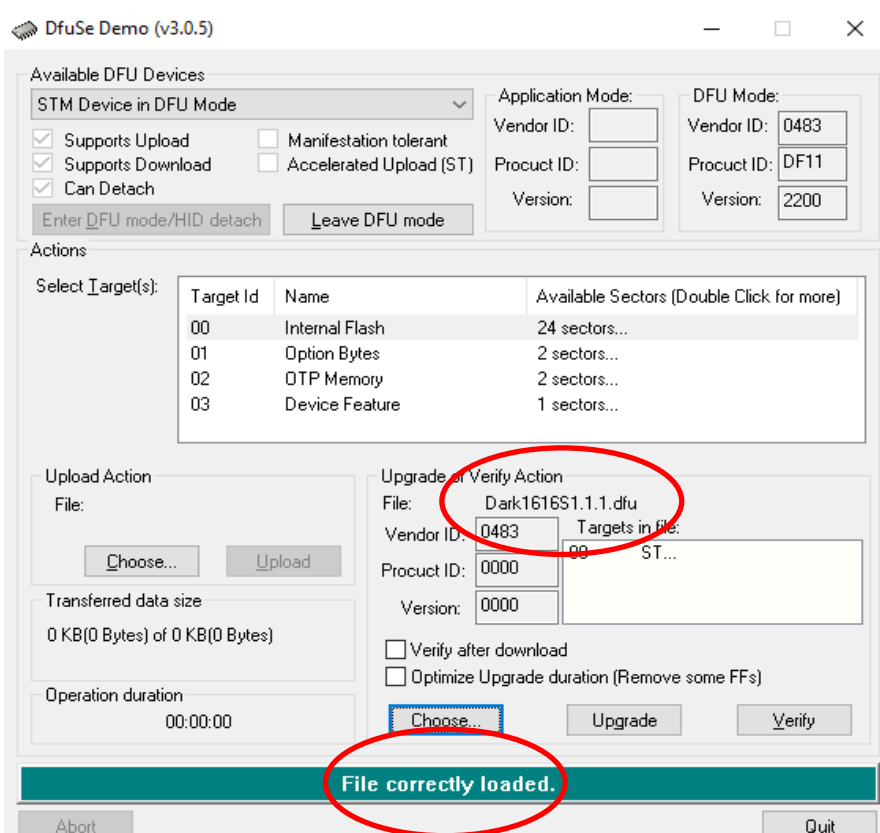 DfuSe Demo (v3.0.5)
Available DFU Devices
STM Device in DFU Mode
Supports Upload
Manifestation tolerant
Supports Download
Accelerated Upload (ST)
Can Detach
Enter DFU mode/HID detach
Leave DFU mode
Application Mode:
Vendor ID:
Procuct ID:
Version:
DFU Mode:
Vendor ID: 0483
Procuct ID: DF11
Version: 2200
Actions
Select Target(s):
Target Id Name Available Sectors (Double Click for more)
00 Internal Flash 24 sectors...
01 Option Bytes 2 sectors...
02 OTP Memory 2 sectors...
03 Device Feature 1 sectors...
Upload Action
File:
Choose... Upload
Transferred data size
0 KB(0 Bytes) of 0 KB(0 Bytes)
Operation duration
00:00:00
Upgrade or Verify Action
File: Dark1616S1.1.1.dfu
Vendor ID: 0483
Procuct ID: 0000
Version: 0000
Targets in file:
00 ST...
Verify after download
Optimize Upgrade duration (Remove some FFs)
Choose... Upgrade Verify
File correctly loaded.
Abort Quit